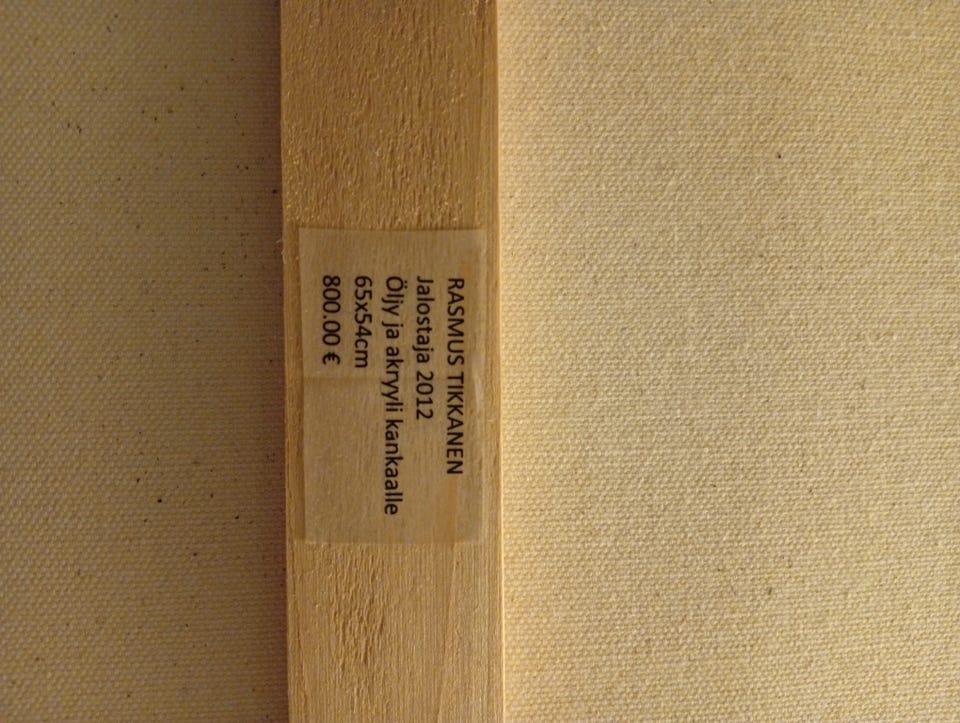 RASMUS TIKKANEN
Jalostaja 2012
Öljy ja akryyli kankaalle
65x54cm
800.00 €